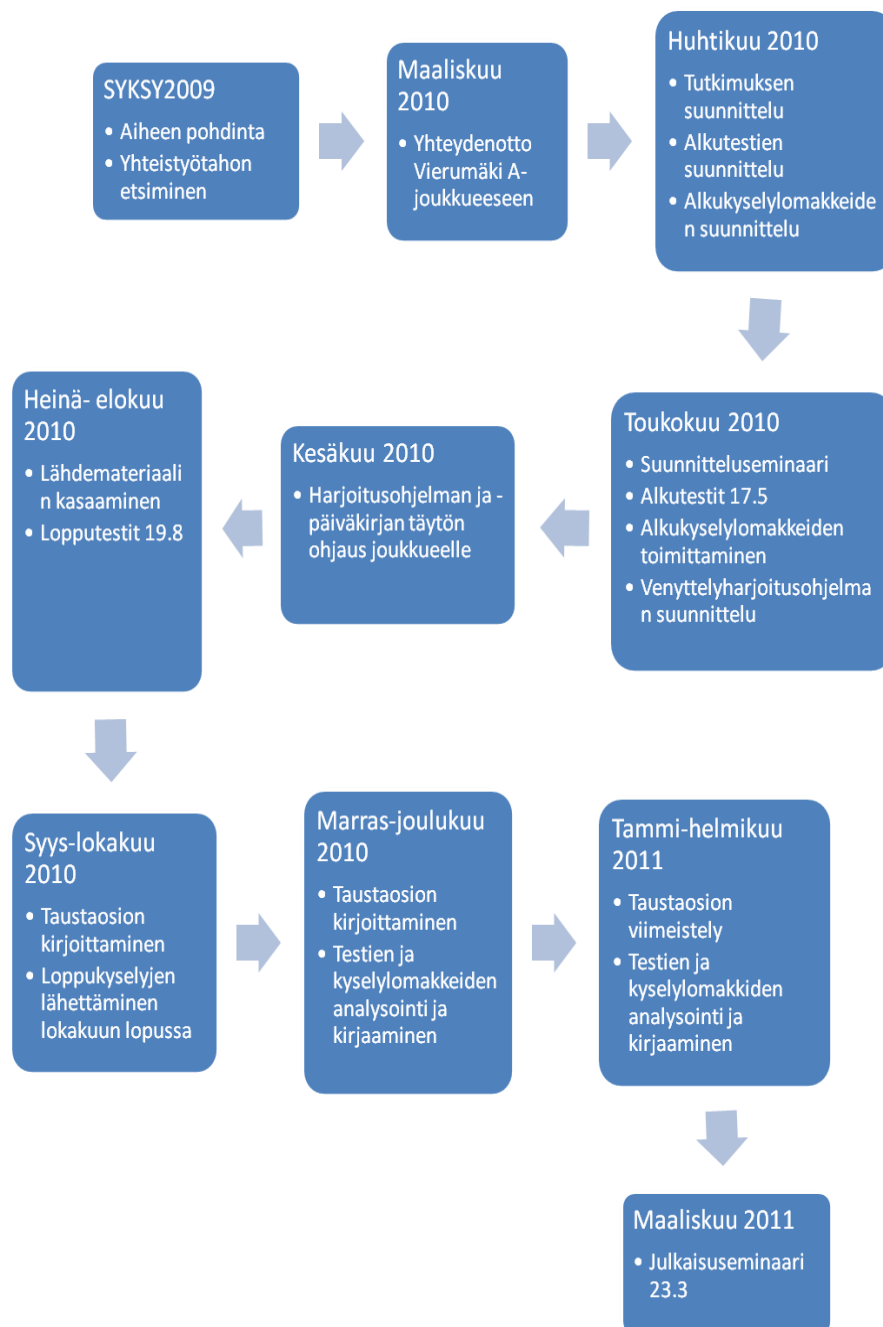 SYKSY2009
• Aiheen pohdinta
• Yhteistyötahon
etsiminen
Maaliskuu
2010
• Yhteydenotto
Vierumäki A-
joukkueeseen
Huhtikuu 2010
• Tutkimuksen
suunnittelu
• Alkutestien
suunnittelu
• Alkukyselylomakkeide
n suunnittelu
Toukokuu 2010
• Suunnitteluseminaari
• Alkutestit 17.5
• Alkukyselylomakkeiden
toimittaminen
• Venyttelyharjoitusohjelma
n suunnittelu
Kesäkuu 2010
• Harjoitusohjelman ja -
päiväkirjan täytön
ohjaus joukkueelle
Heinä- elokuu
2010
• Lähdemateriaali
n kasaaminen
• Lopputestit 19.8
Syys-lokakuu
2010
• Taustaosion
kirjoittaminen
• Loppukyselyjen
lähettäminen
lokakuun lopussa
Marras-joulukuu
2010
• Taustaosion
kirjoittaminen
• Testien ja
kyselylomakkeiden
analysointi ja
kirjaaminen
Tammi-helmikuu
2011
• Taustaosion
viimeistely
• Testien ja
kyselylomakkiden
analysointi ja
kirjaaminen
Maaliskuu 2011
• Julkaisuseminaari
23.3